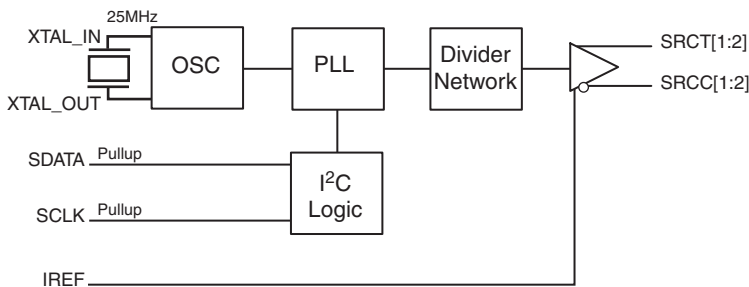 25MHz
XTAL_IN
OSC
PLL
Divider
Network
SRCT[1:2]
SRCC[1:2]
XTAL_OUT
SDATA
Pullup
I²C
Logic
SCLK
Pullup
IREF